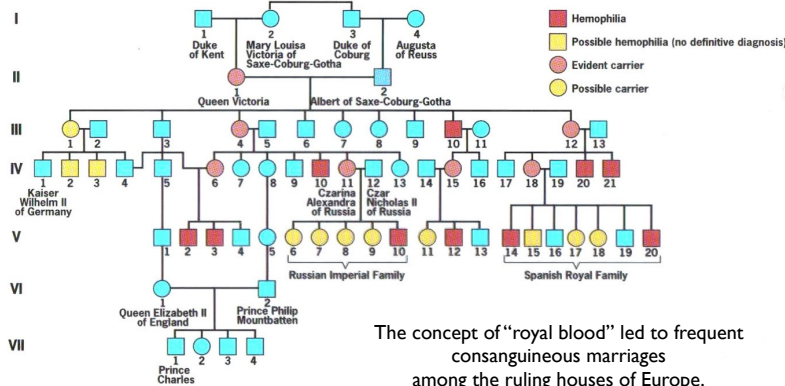 I
1 2 3 4
Duke Mary Louisa Duke of Augusta
of Kent Victoria of Coburg of Reuss
Saxe-Coburg-Gotha
Hemophilia
Possible hemophilia (no definitive diagnosis)
Evident carrier
Possible carrier
II
1 2
Queen Victoria Albert of Saxe-Coburg-Gotha
III
1 2 3 4 5 6 7 8 9 10 11 12 13
IV
1 2 3 4 5 6 7 8 9 10 11 12 13 14 15 16 17 18 19 20 21
Kaiser Czarina Czar
Wilhelm II Alexandra Nicholas II
of Germany of Russia of Russia
V
1 2 3 4 5 6 7 8 9 10 11 12 13 14 15 16 17 18 19 20
Russian Imperial Family Spanish Royal Family
VI
1 2
Queen Elizabeth II Prince Philip
of England Mountbatten
VII
1 2 3 4
Prince
Charles
The concept of “royal blood” led to frequent
consanguineous marriages
among the ruling houses of Europe.